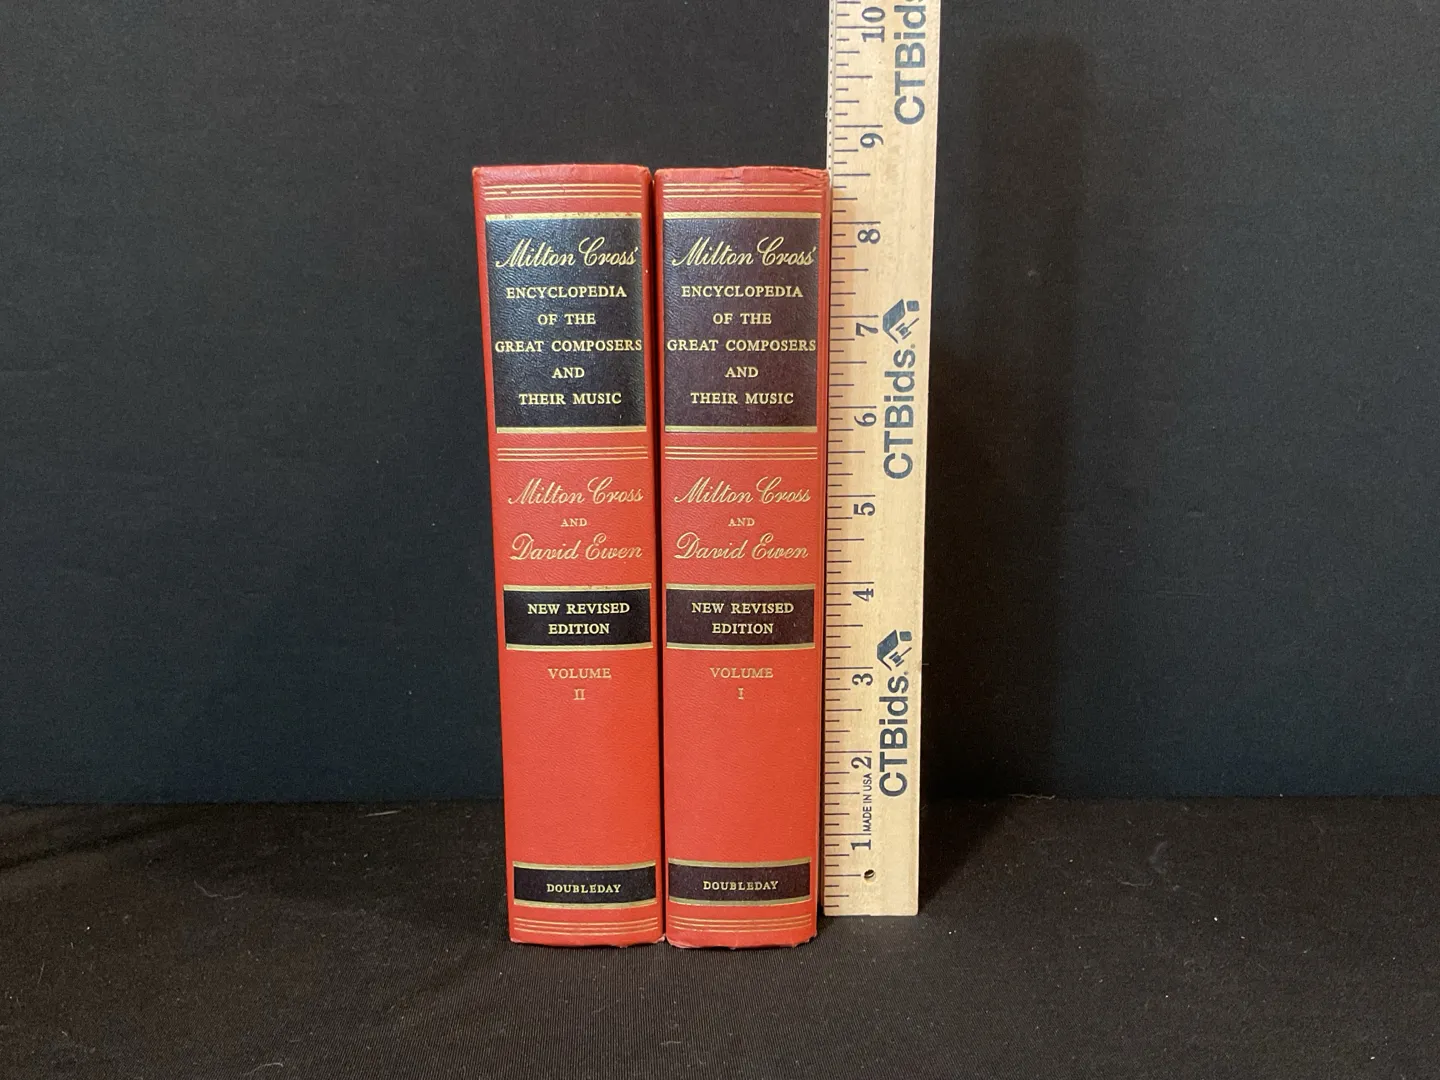 Milton Cross'
ENCYCLOPEDIA
OF THE
GREAT COMPOSERS
AND
THEIR MUSIC
Milton Cross
AND
David Ewen
NEW REVISED
EDITION
VOLUME
II
DOUBLEDAY
Milton Cross'
ENCYCLOPEDIA
OF THE
GREAT COMPOSERS
AND
THEIR MUSIC
Milton Cross
AND
David Ewen
NEW REVISED
EDITION
VOLUME
I
DOUBLEDAY
10
9
8
7
6
5
4
3
2
1
MADE IN USA
CTBids
CTBids®
CTBids®